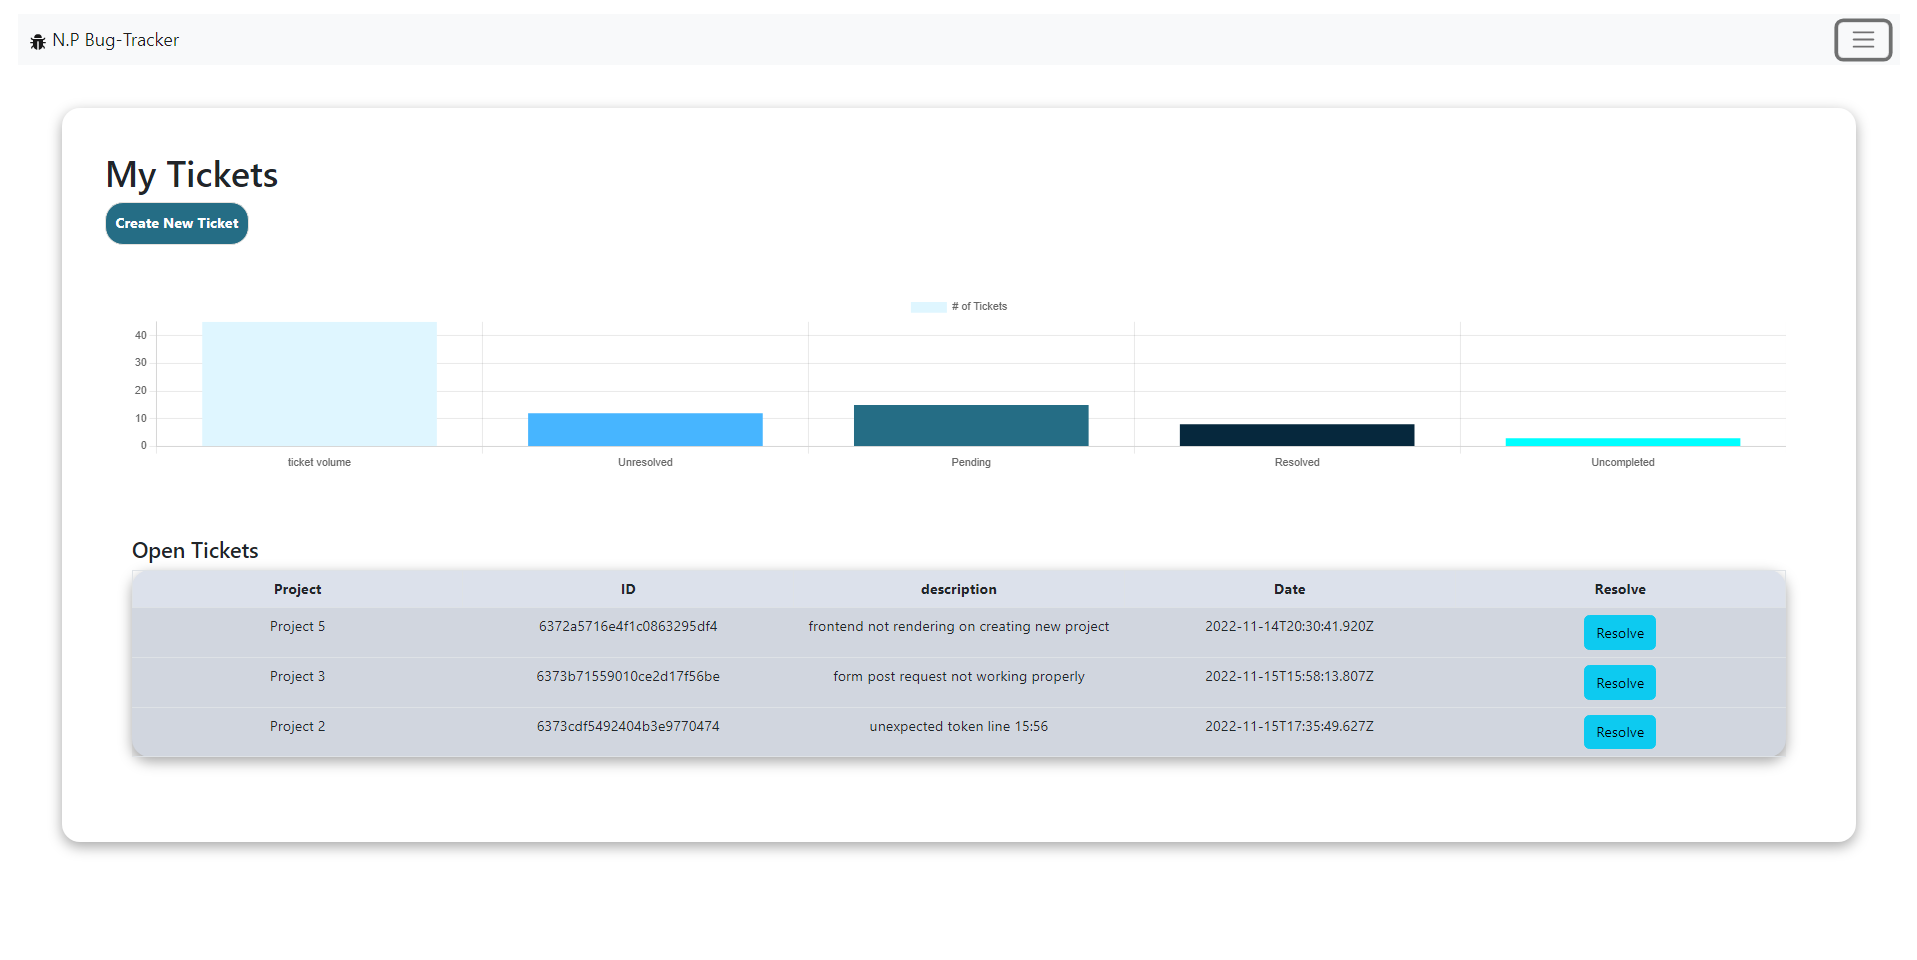 N.P Bug-Tracker
My Tickets
Create New Ticket
# of Tickets
40
30
20
10
0
ticket volume Unresolved Pending Resolved Uncompleted
Open Tickets
Project ID description Date Resolve
Project 5 6372a5716e4f1c0863295df4 frontend not rendering on creating new project 2022-11-14T20:30:41.920Z Resolve
Project 3 6373b71559010ce2d17f56be form post request not working properly 2022-11-15T15:58:13.807Z Resolve
Project 2 6373cdf5492404b3e9770474 unexpected token line 15:56 2022-11-15T17:35:49.627Z Resolve